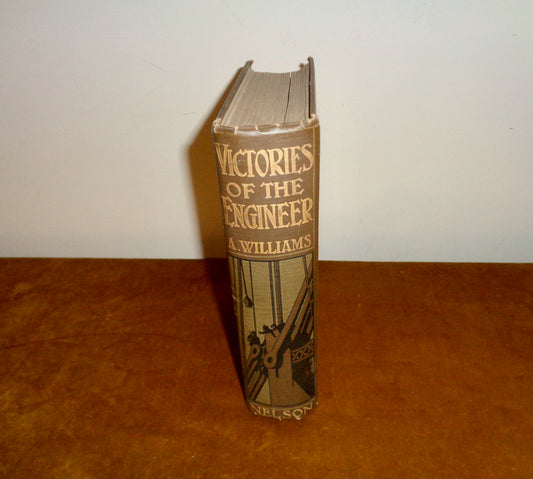 VICTORIES
OF THE
ENGINEER
A. WILLIAMS
NELSON